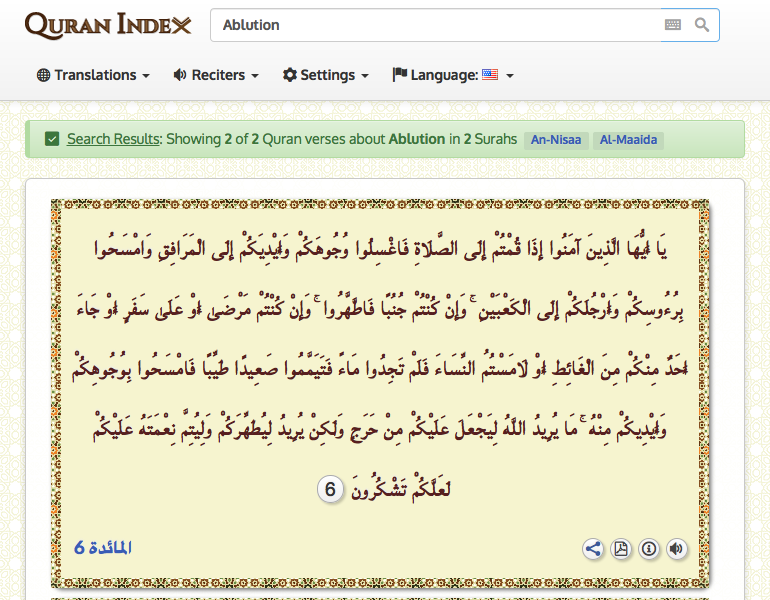 QURAN INDEX
Ablution
Translations Reciters Settings Language:
Search Results: Showing 2 of 2 Quran verses about Ablution in 2 Surahs An-Nisaa Al-Maaida
يَا أَيُّهَا الَّذِينَ آمَنُوا إِذَا قُمْتُمْ إِلَى الصَّلَاةِ فَاغْسِلُوا وُجُوهَكُمْ وَأَيْدِيَكُمْ إِلَى الْمَرَافِقِ وَامْسَحُوا
بِرُءُوسِكُمْ وَأَرْجُلَكُمْ إِلَى الْكَعْبَيْنِ ۚ وَإِنْ كُنْتُمْ جُنُبًا فَاطَّهَّرُوا ۚ وَإِنْ كُنْتُمْ مَرْضَىٰ أَوْ عَلَىٰ سَفَرٍ أَوْ جَاءَ
أَحَدٌ مِنْكُمْ مِنَ الْغَائِطِ أَوْ لَامَسْتُمُ النِّسَاءَ فَلَمْ تَجِدُوا مَاءً فَتَيَمَّمُوا صَعِيدًا طَيِّبًا فَامْسَحُوا بِوُجُوهِكُمْ
وَأَيْدِيكُمْ مِنْهُ ۚ مَا يُرِيدُ اللَّهُ لِيَجْعَلَ عَلَيْكُمْ مِنْ حَرَجٍ وَلَٰكِنْ يُرِيدُ لِيُطَهِّرَكُمْ وَلِيُتِمَّ نِعْمَتَهُ عَلَيْكُمْ
لَعَلَّكُمْ تَشْكُرُونَ 6
المائدة 6